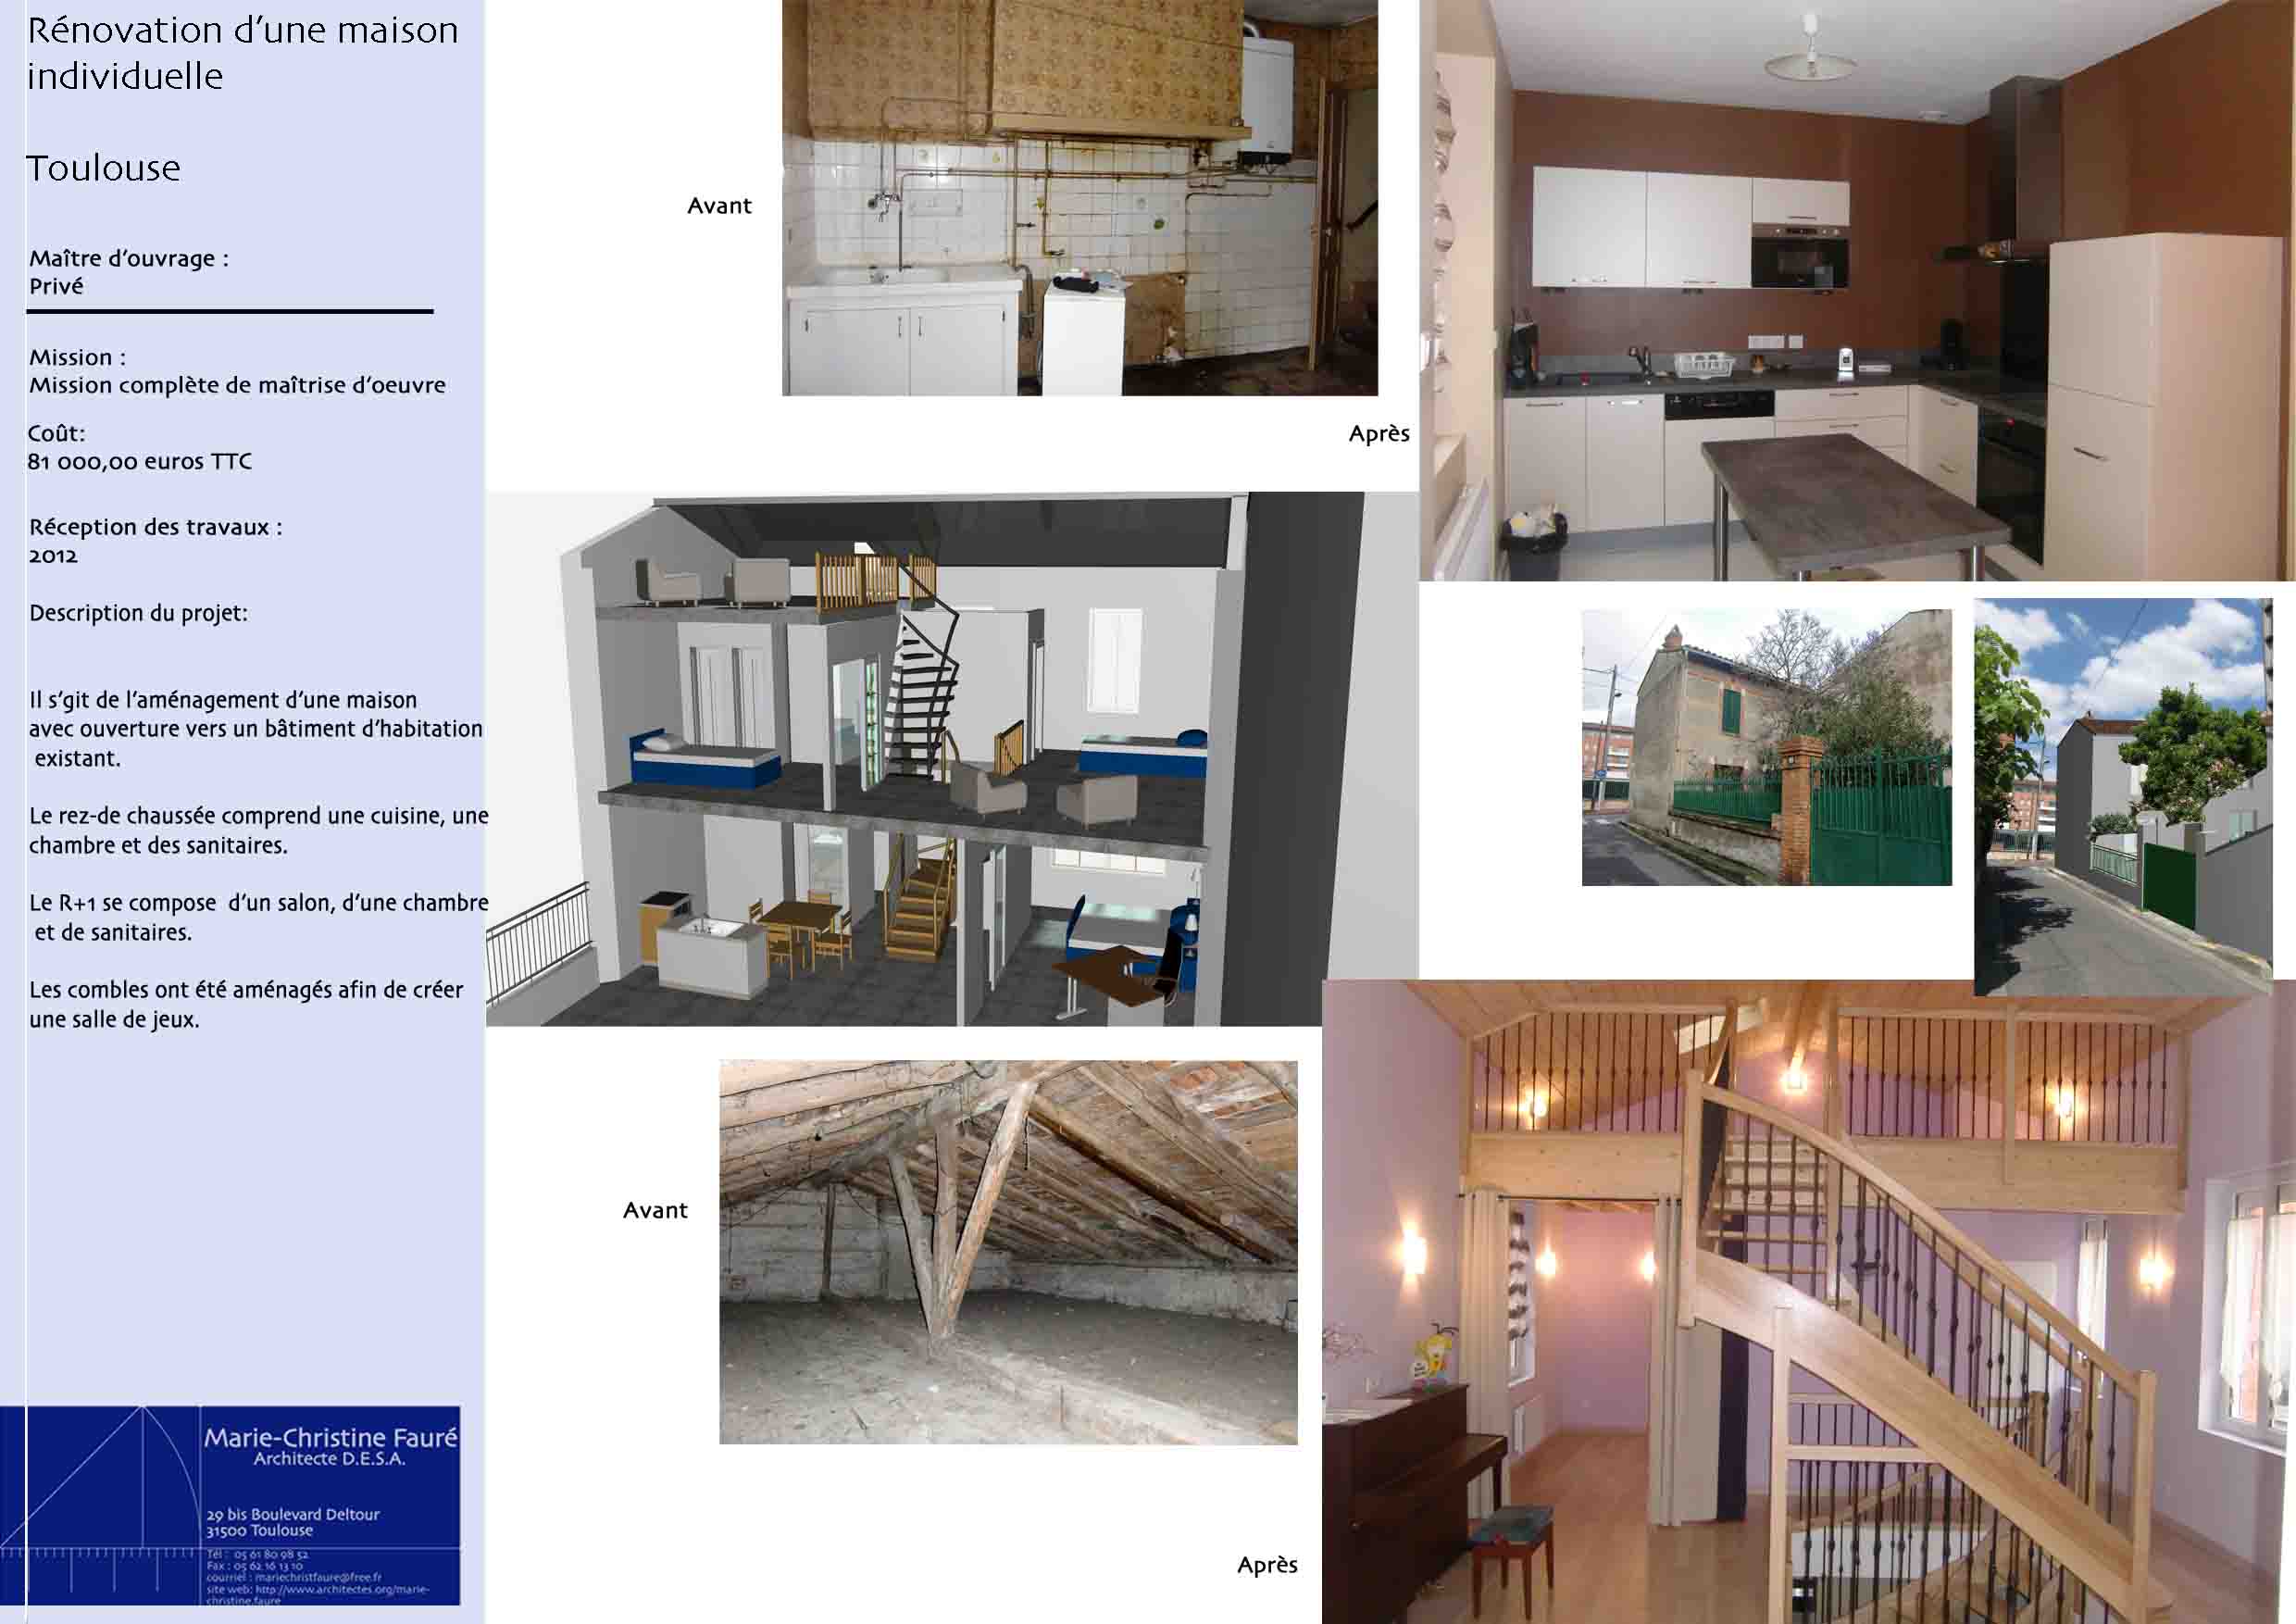 Rénovation d'une maison
individuelle
Toulouse
Maître d'ouvrage :
Privé
Mission :
Mission complète de maîtrise d'oeuvre
Coût:
81 000,00 euros TTC
Réception des travaux :
2012
Description du projet:
Il s'git de l'aménagement d'une maison
avec ouverture vers un bâtiment d'habitation
existant.
Le rez-de chaussée comprend une cuisine, une
chambre et des sanitaires.
Le R+1 se compose d'un salon, d'une chambre
et de sanitaires.
Les combles ont été aménagés afin de créer
une salle de jeux.
Marie-Christine Fauré
Architecte D.E.S.A.
29 bis Boulevard Deltour
31500 Toulouse
Tél : 05 61 80 98 52
Fax : 05 62 16 13 10
courriel : mariechristfaure@free.fr
site web: http://www.architectes.org/marie-
christine.faure
Avant
Après
Avant
Après